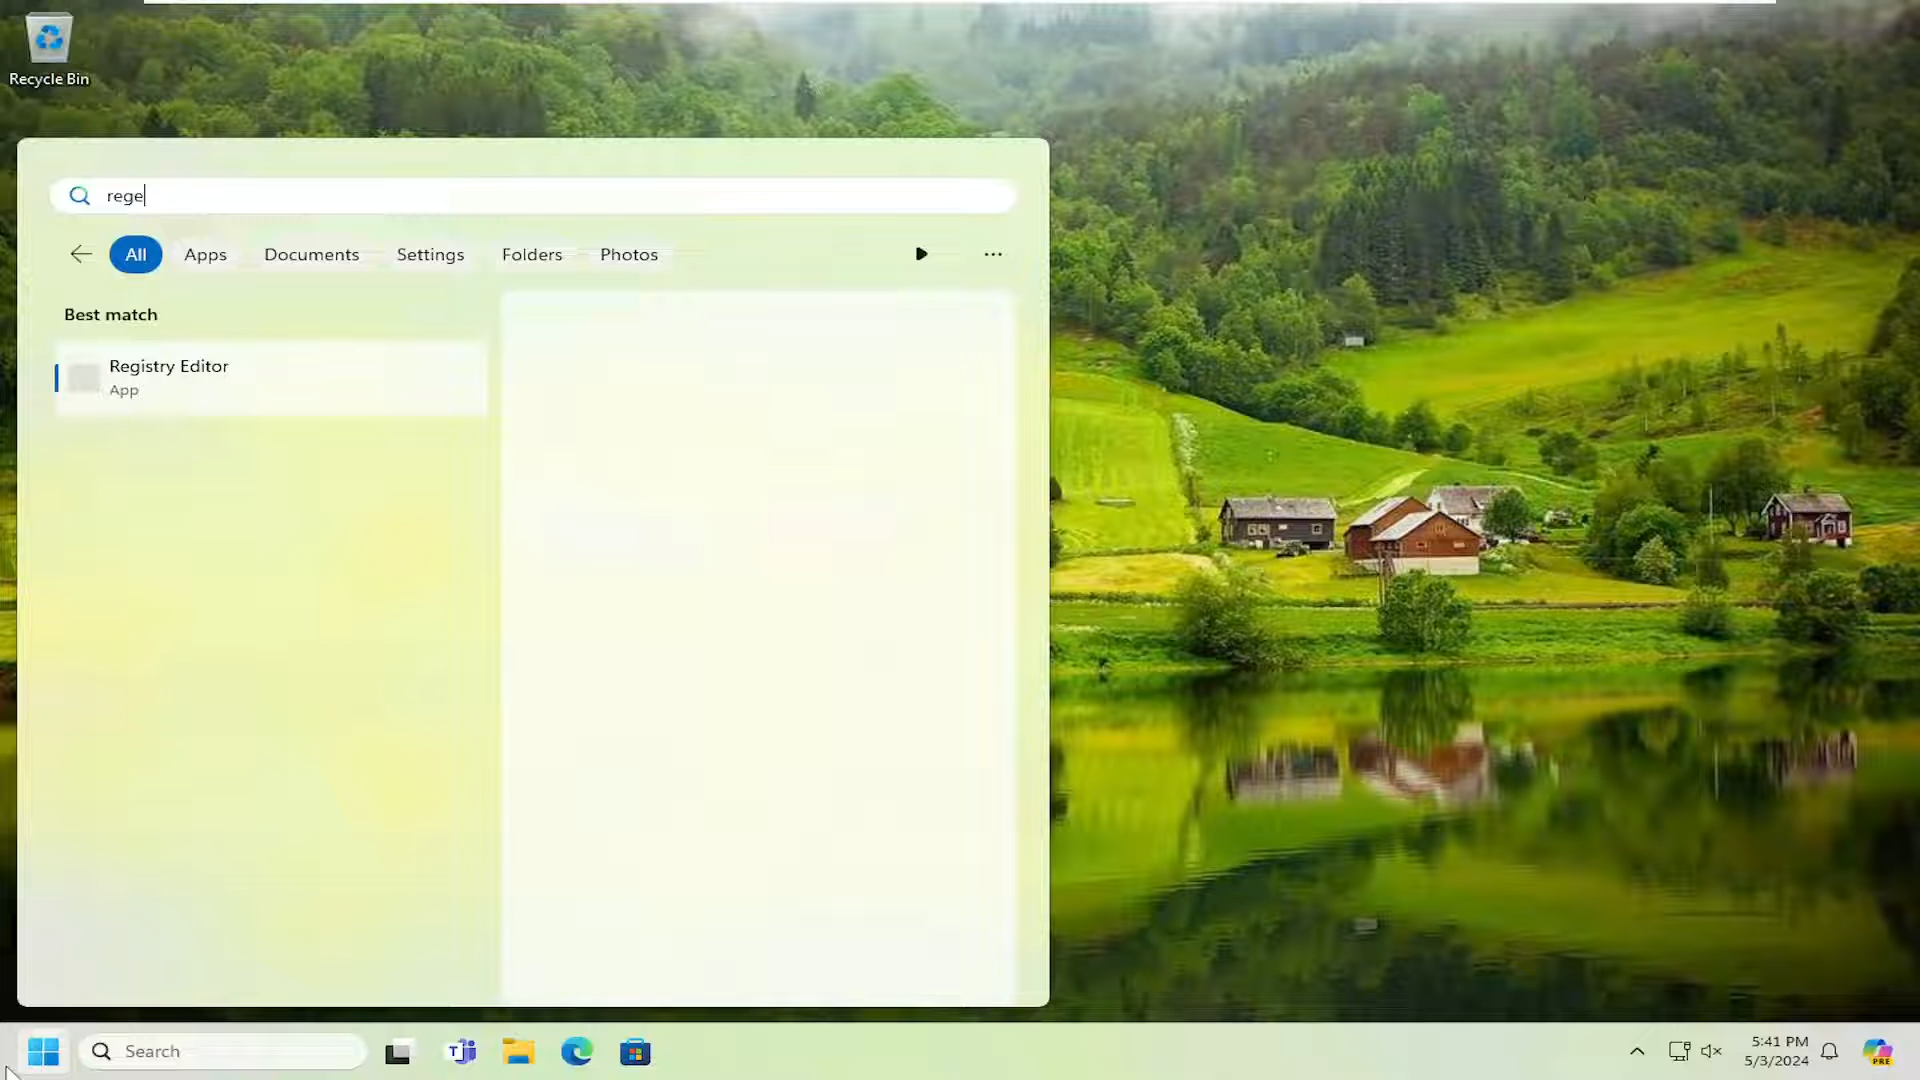 Recycle Bin
rege
All Apps Documents Settings Folders Photos
Best match
Registry Editor
App
Search
T
5:41 PM
5/3/2024
PRE